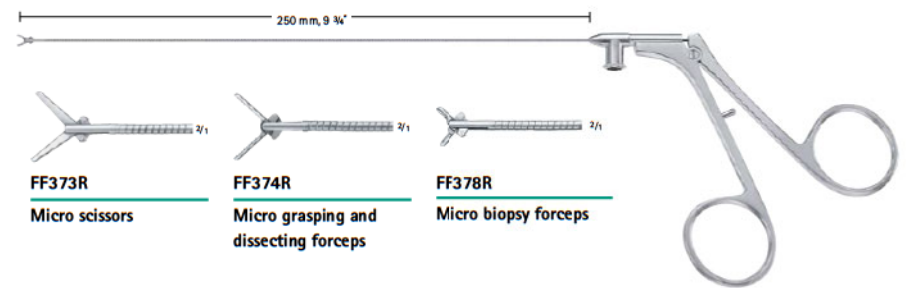 250 mm, 9 ¾"
2/1
2/1
2/1
FF373R
FF374R
FF378R
Micro scissors
Micro grasping and
dissecting forceps
Micro biopsy forceps